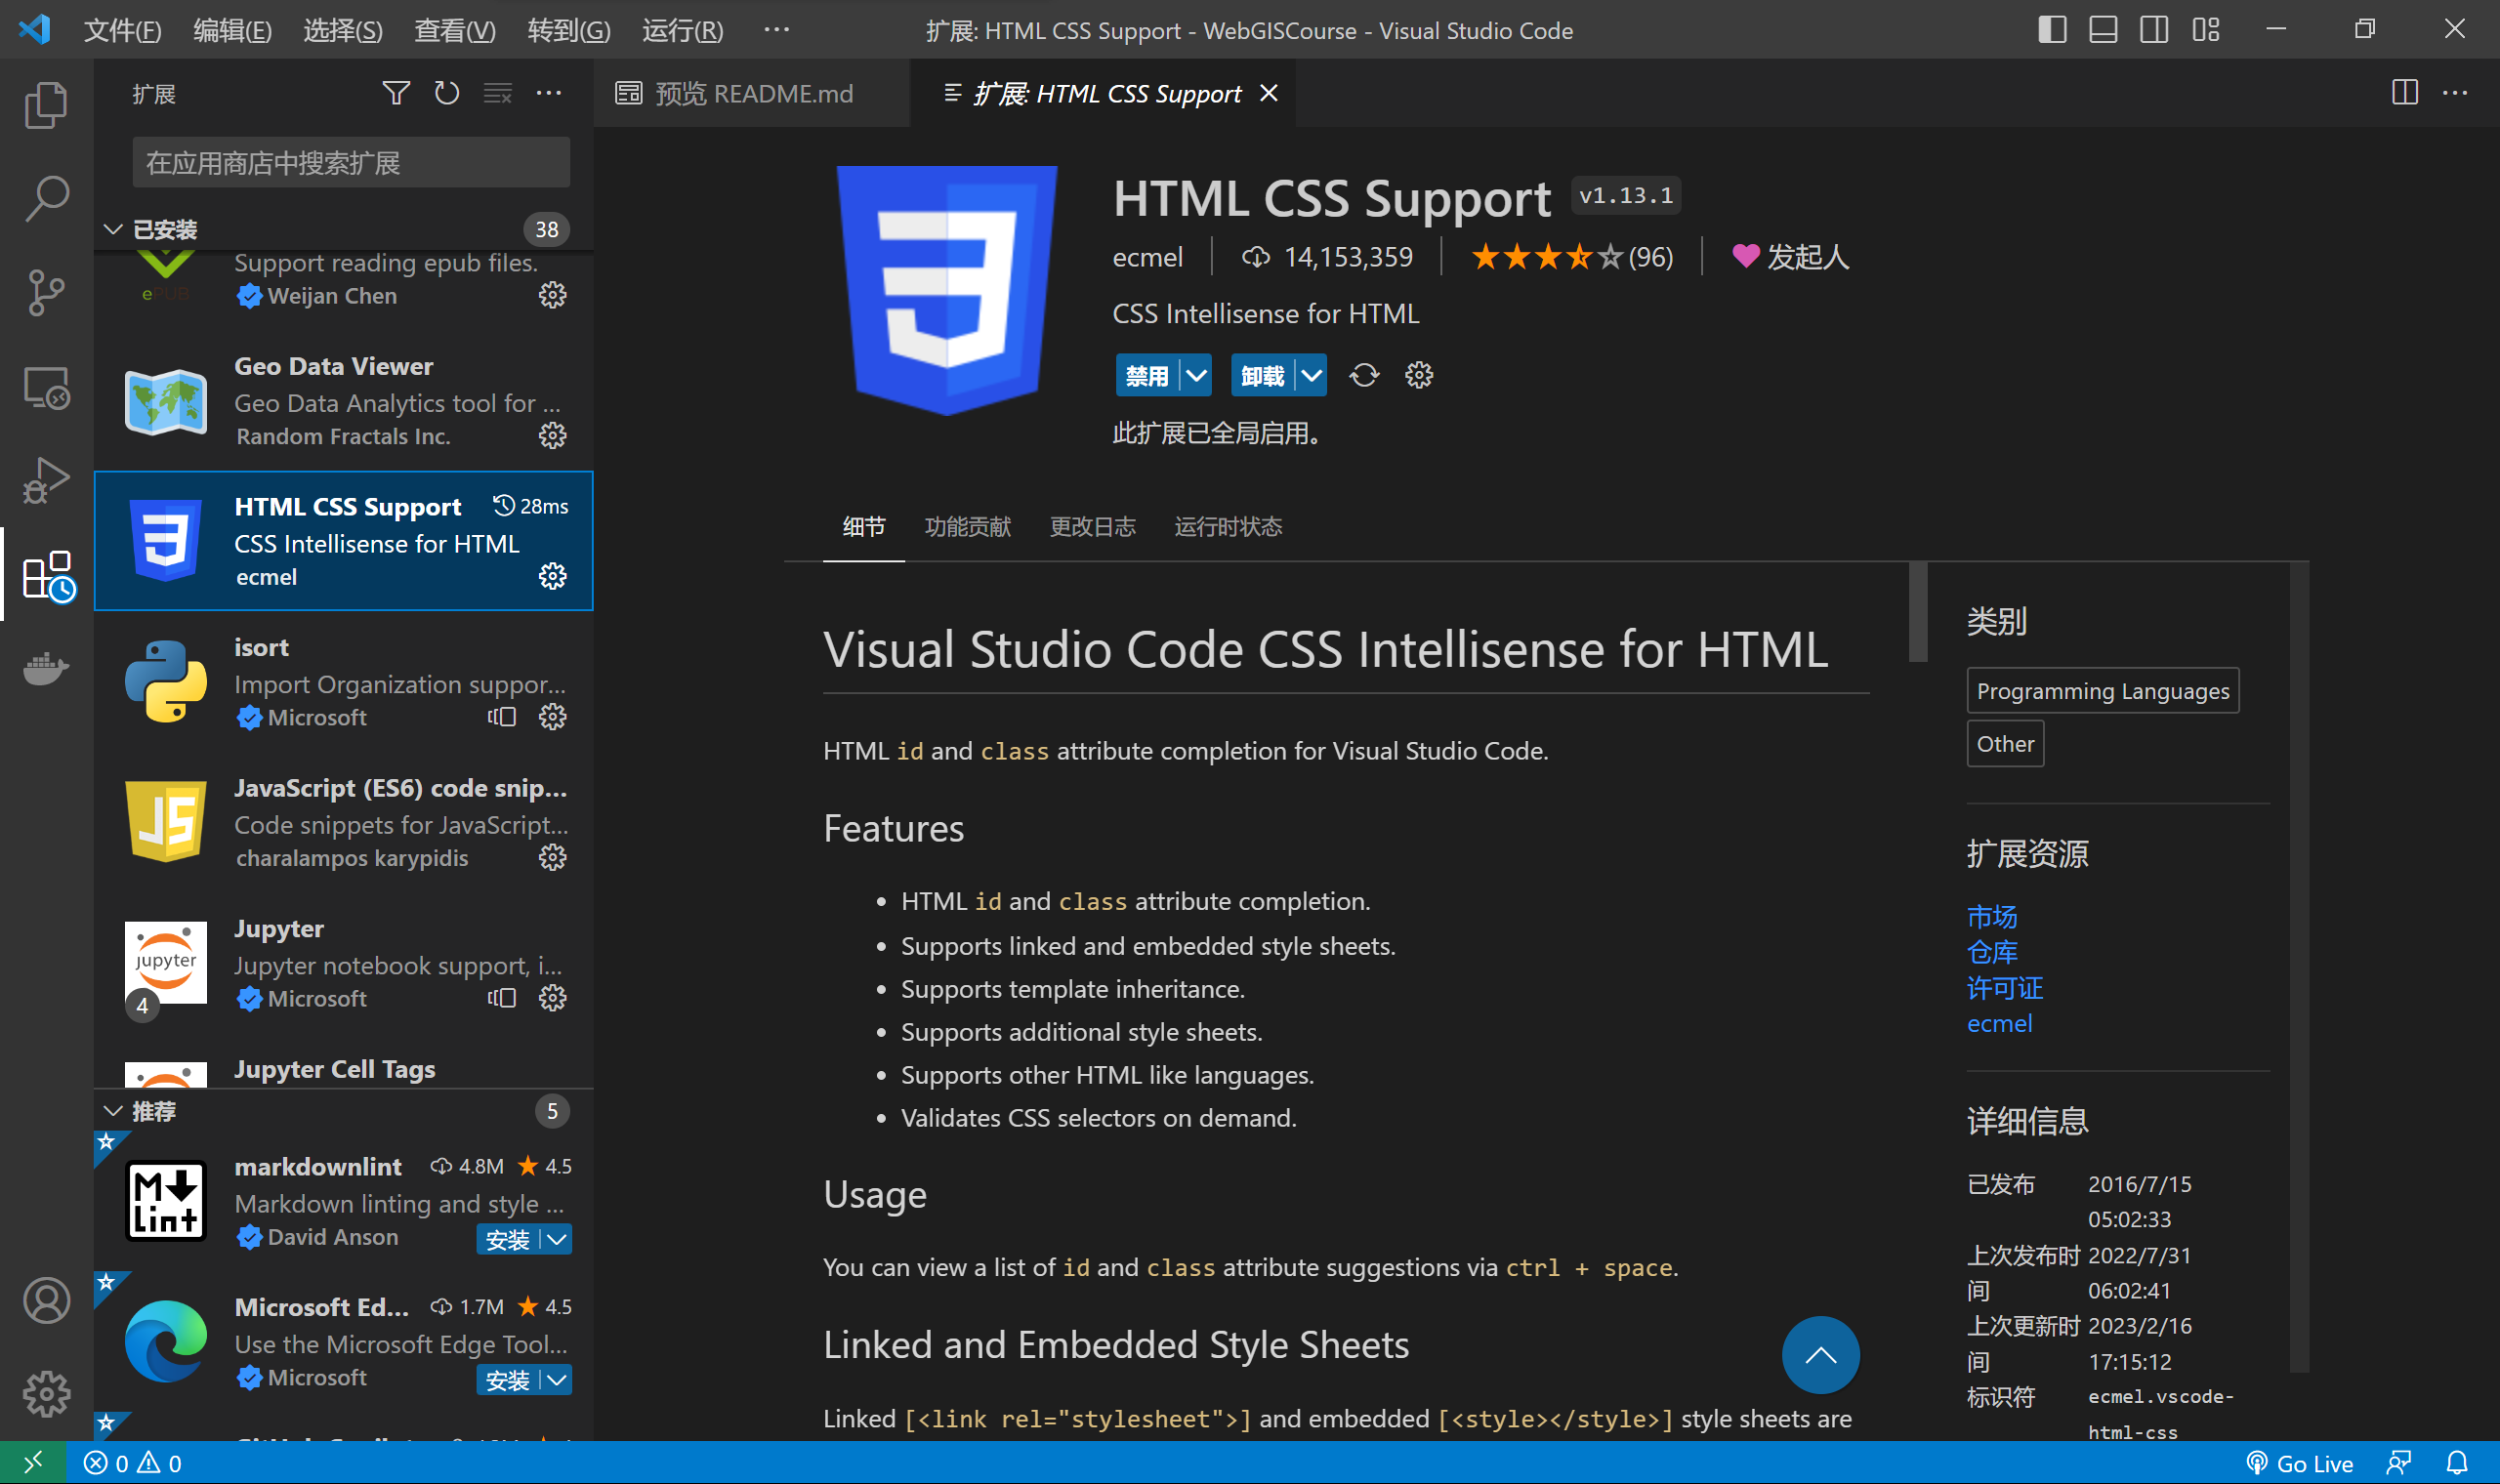 文件(F) 编辑(E) 选择(S) 查看(V) 转到(G) 运行(R) ··· 扩展: HTML CSS Support - WebGISCourse - Visual Studio Code
扩展
预览 README.md
扩展: HTML CSS Support
在应用商店中搜索扩展
已安装 38
Support reading epub files.
ePUB
Weijan Chen
Geo Data Viewer
Geo Data Analytics tool for ...
Random Fractals Inc.
HTML CSS Support 28ms
CSS Intellisense for HTML
ecmel
isort
Import Organization suppor...
Microsoft
JavaScript (ES6) code snip...
JS
Code snippets for JavaScript...
charalampos karypidis
Jupyter
jupyter
Jupyter notebook support, i...
4
Microsoft
Jupyter Cell Tags
推荐 5
markdownlint 4.8M 4.5
M
Lint
Markdown linting and style ...
David Anson 安装
Microsoft Ed... 1.7M 4.5
Use the Microsoft Edge Tool...
Microsoft 安装
HTML CSS Support v1.13.1
ecmel 14,153,359 (96) 发起人
CSS Intellisense for HTML
禁用 卸载
此扩展已全局启用。
细节 功能贡献 更改日志 运行时状态
Visual Studio Code CSS Intellisense for HTML
HTML id and class attribute completion for Visual Studio Code.
Features
• HTML id and class attribute completion.
• Supports linked and embedded style sheets.
• Supports template inheritance.
• Supports additional style sheets.
• Supports other HTML like languages.
• Validates CSS selectors on demand.
Usage
You can view a list of id and class attribute suggestions via ctrl + space.
Linked and Embedded Style Sheets
Linked [<link rel="stylesheet">] and embedded [<style></style>] style sheets are
类别
Programming Languages
Other
扩展资源
市场
仓库
许可证
ecmel
详细信息
已发布 2016/7/15
05:02:33
上次发布时 2022/7/31
间 06:02:41
上次更新时 2023/2/16
间 17:15:12
标识符 ecmel.vscode-
html-css
0 0
Go Live